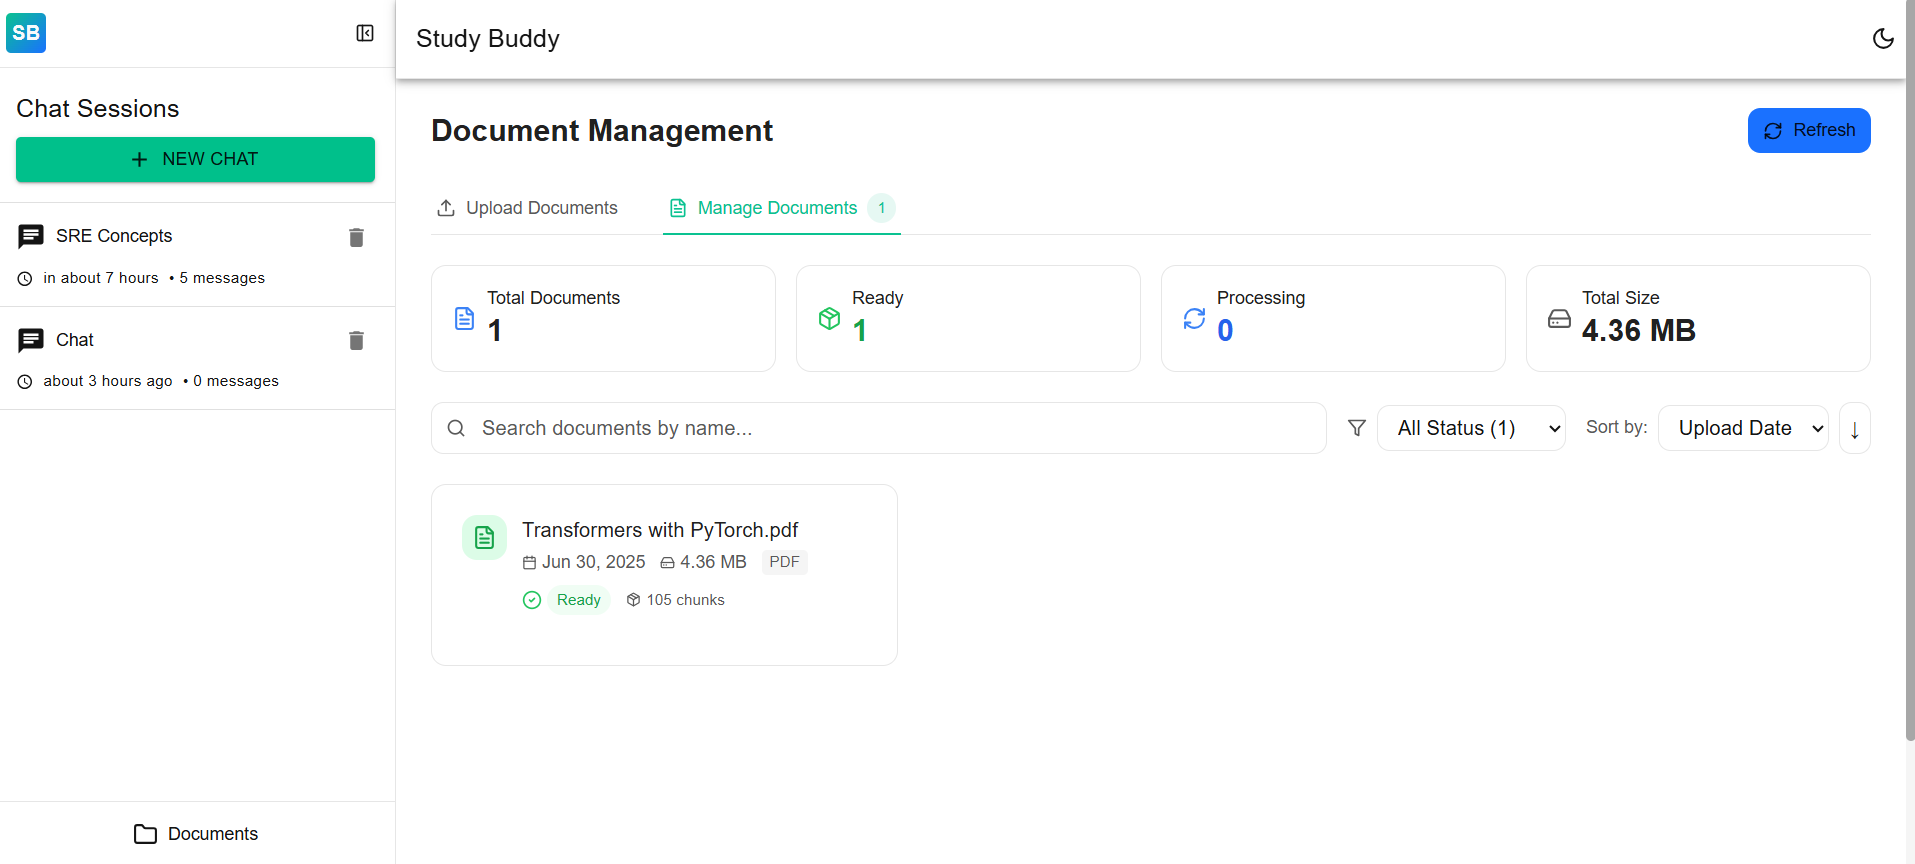 SB
Study Buddy
Chat Sessions
+ NEW CHAT
SRE Concepts
in about 7 hours • 5 messages
Chat
about 3 hours ago • 0 messages
Documents
Document Management
Refresh
Upload Documents
Manage Documents 1
Total Documents
1
Ready
1
Processing
0
Total Size
4.36 MB
Search documents by name...
All Status (1)
Sort by:
Upload Date
↓
Transformers with PyTorch.pdf
Jun 30, 2025 4.36 MB PDF
Ready 105 chunks